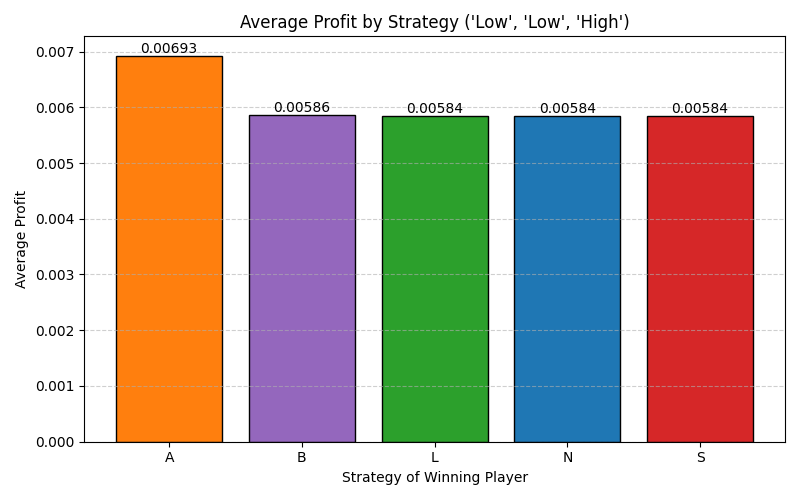 Average Profit by Strategy ('Low', 'Low', 'High')
0.00693
0.00586
0.00584
0.00584
0.00584
0.007
0.006
0.005
0.004
0.003
0.002
0.001
0.000
Average Profit
A
B
L
N
S
Strategy of Winning Player